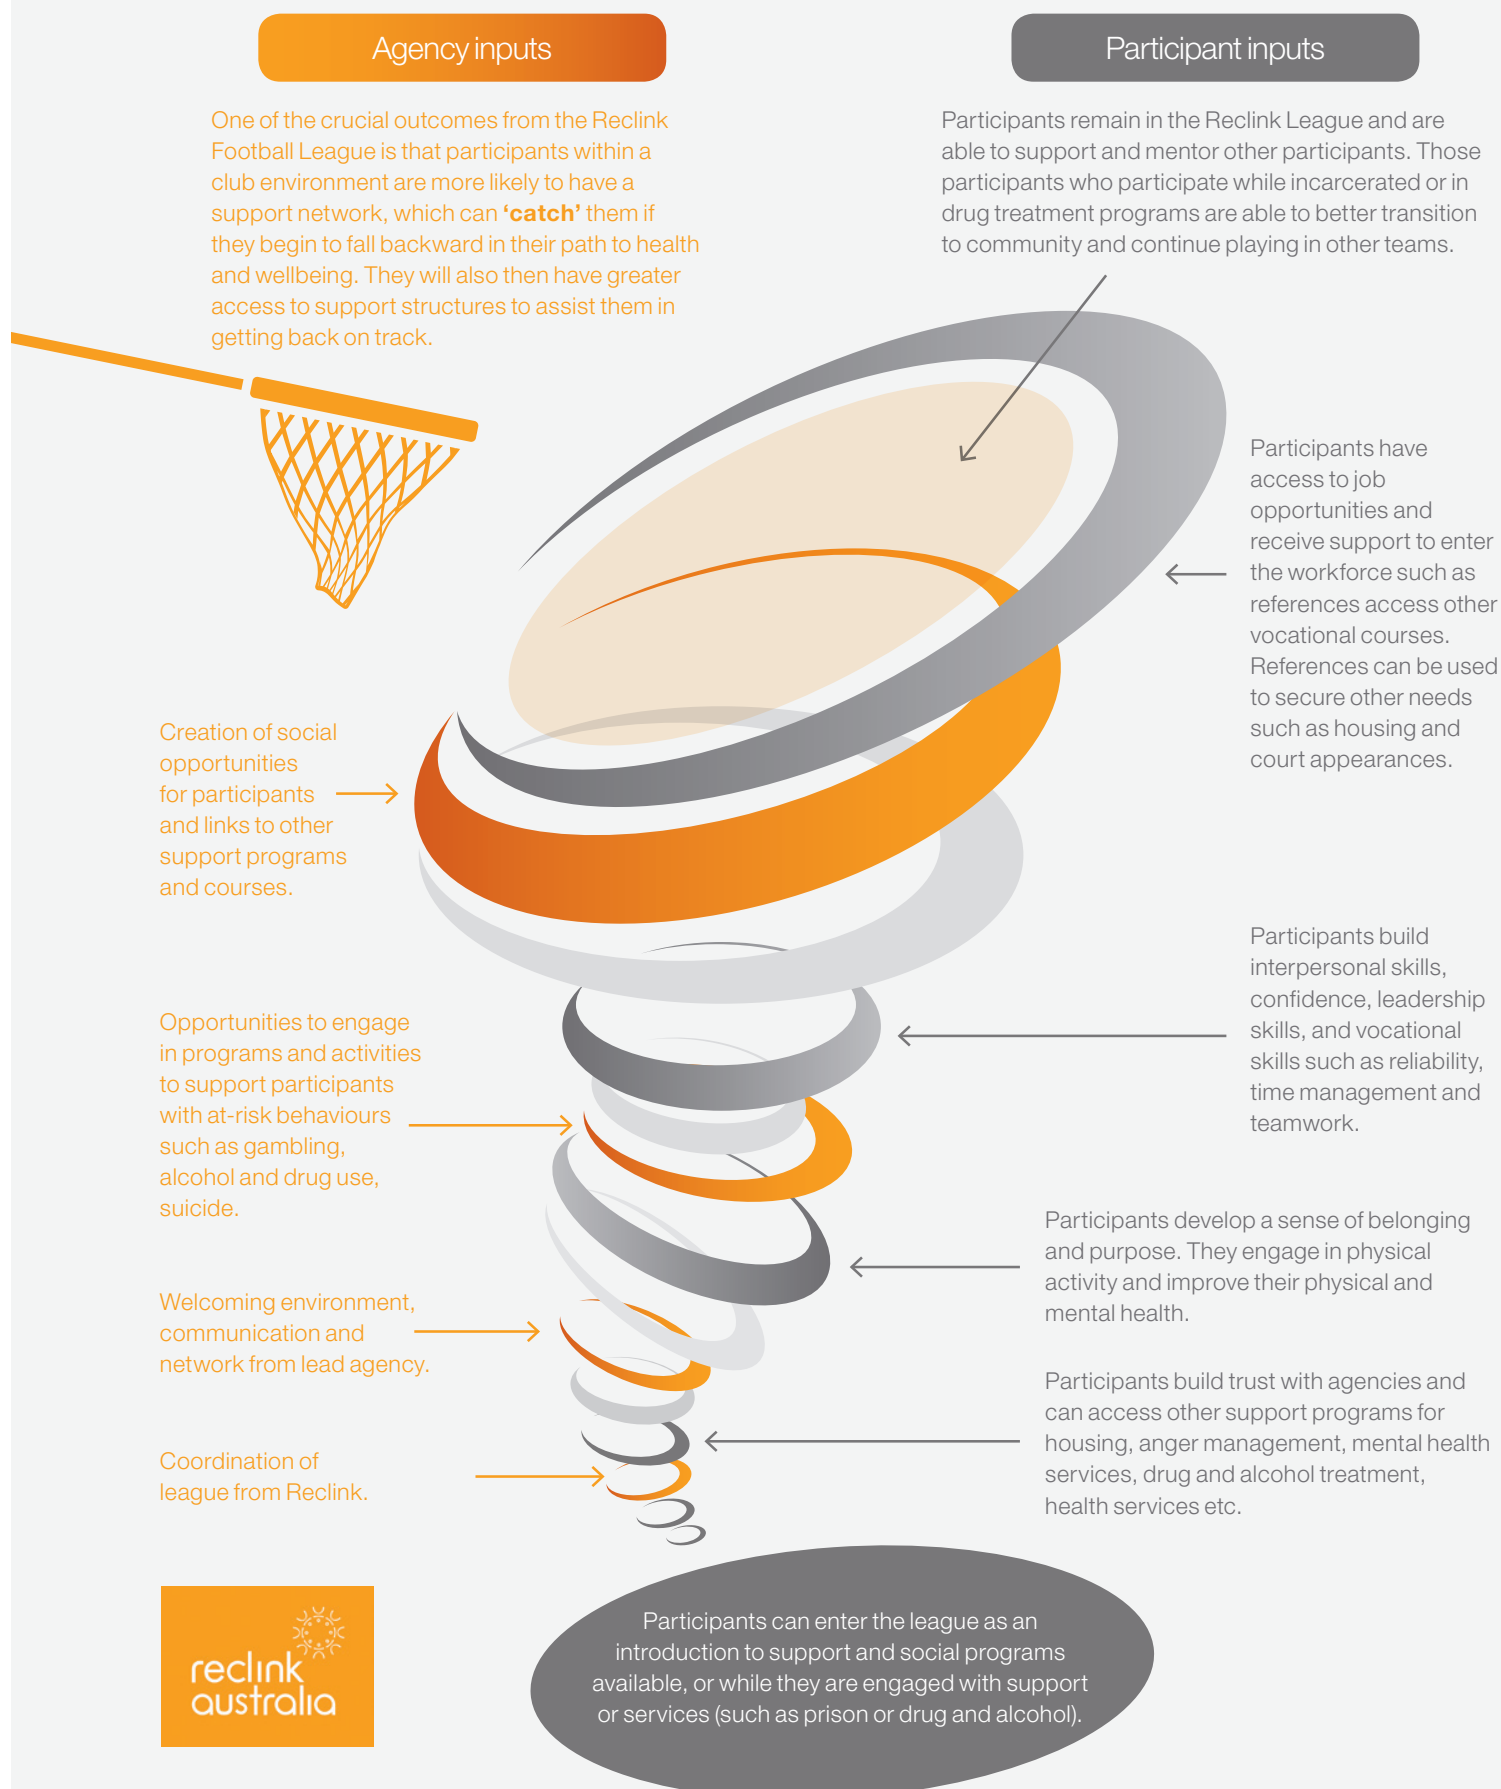 Agency inputs
One of the crucial outcomes from the Reclink
Football League is that participants within a
club environment are more likely to have a
support network, which can ‘catch’ them if
they begin to fall backward in their path to health
and wellbeing. They will also then have greater
access to support structures to assist them in
getting back on track.
Participant inputs
Participants remain in the Reclink League and are
able to support and mentor other participants. Those
participants who participate while incarcerated or in
drug treatment programs are able to better transition
to community and continue playing in other teams.
Participants have
access to job
opportunities and
receive support to enter
the workforce such as
references access other
vocational courses.
References can be used
to secure other needs
such as housing and
court appearances.
Creation of social
opportunities
for participants
and links to other
support programs
and courses.
Participants build
interpersonal skills,
confidence, leadership
skills, and vocational
skills such as reliability,
time management and
teamwork.
Opportunities to engage
in programs and activities
to support participants
with at-risk behaviours
such as gambling,
alcohol and drug use,
suicide.
Participants develop a sense of belonging
and purpose. They engage in physical
activity and improve their physical and
mental health.
Welcoming environment,
communication and
network from lead agency.
Participants build trust with agencies and
can access other support programs for
housing, anger management, mental health
services, drug and alcohol treatment,
health services etc.
Coordination of
league from Reclink.
Participants can enter the league as an
introduction to support and social programs
available, or while they are engaged with support
or services (such as prison or drug and alcohol).
reclink
australia